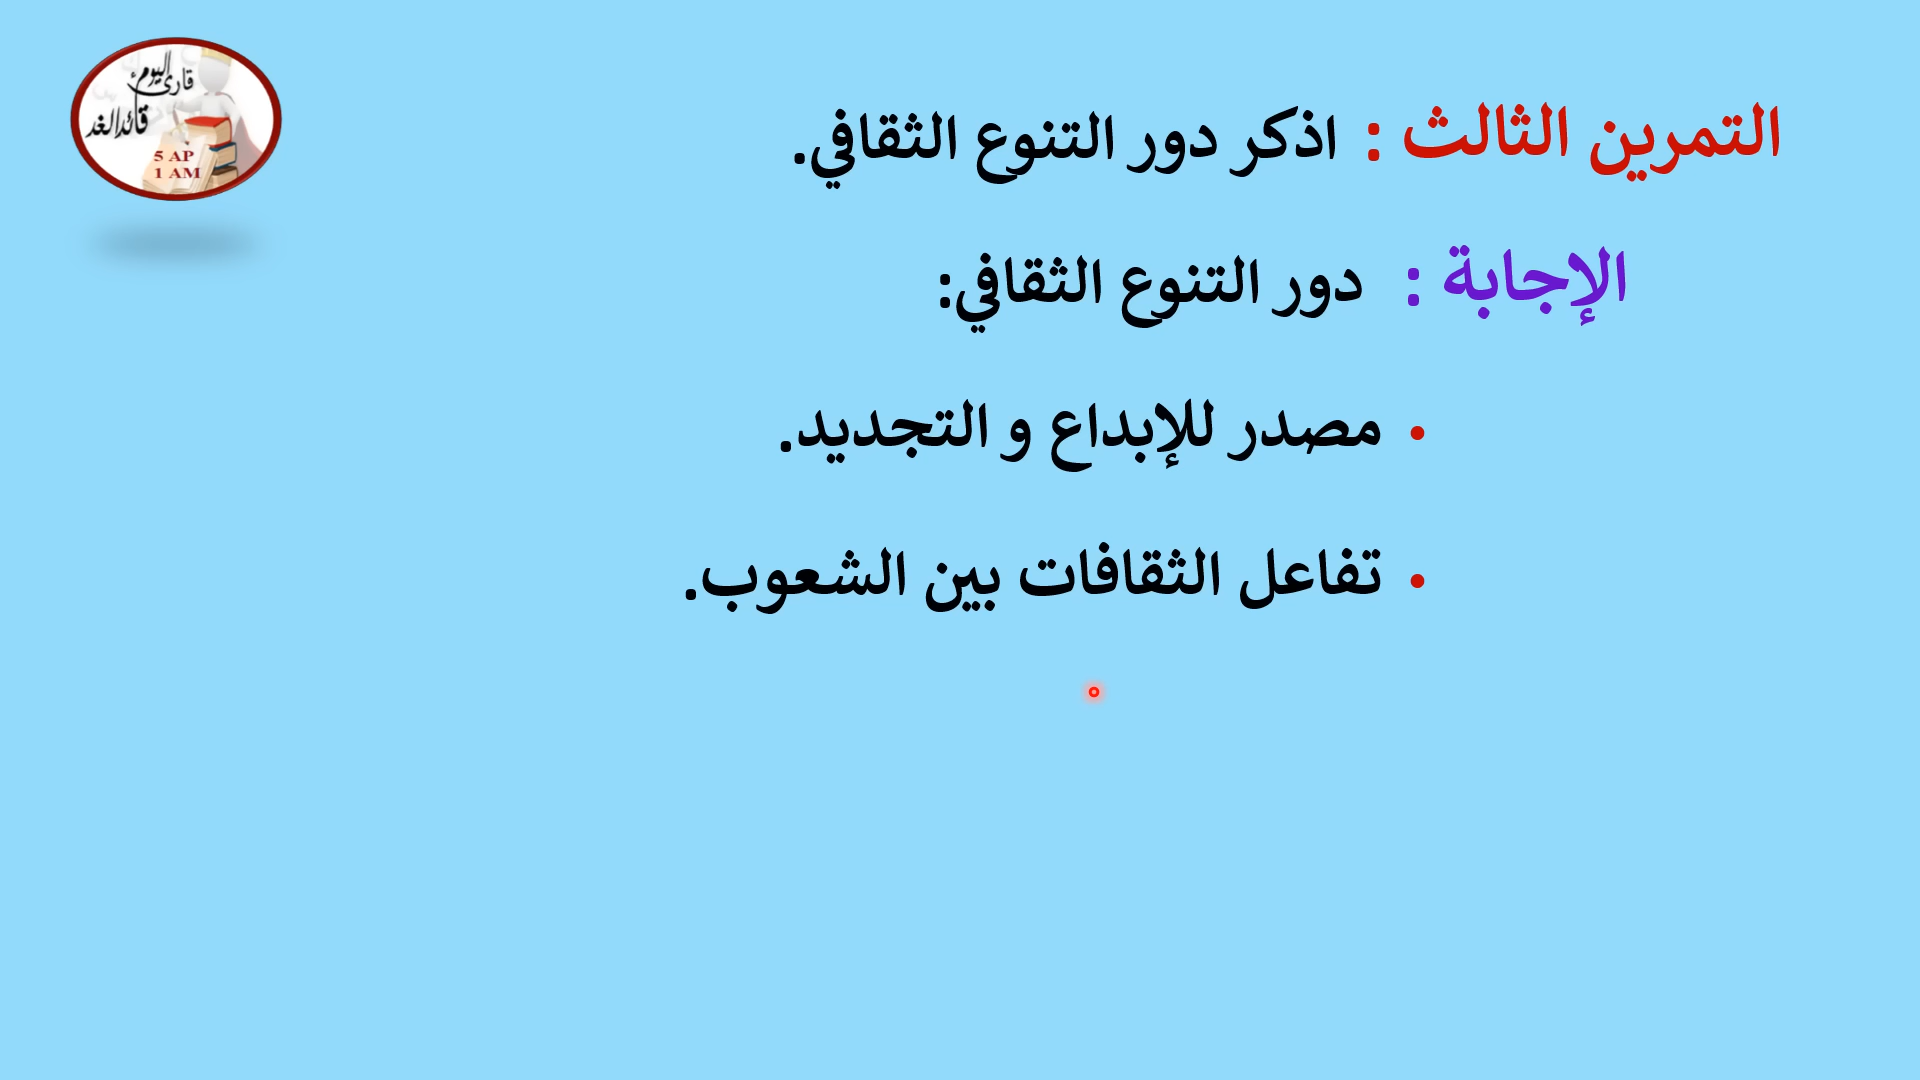 قارئ اليوم
قائد الغد
5 AP
1 AM
التمرين الثالث : اذكر دور التنوع الثقافي.
الإجابة : دور التنوع الثقافي:
• مصدر للإبداع و التجديد.
• تفاعل الثقافات بين الشعوب.